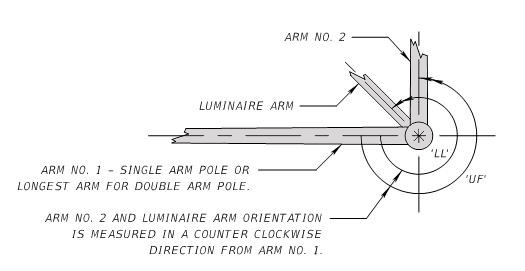 ARM NO. 2
LUMINAIRE ARM
'LL'
ARM NO. 1 – SINGLE ARM POLE OR
LONGEST ARM FOR DOUBLE ARM POLE.
'UF'
ARM NO. 2 AND LUMINAIRE ARM ORIENTATION
IS MEASURED IN A COUNTER CLOCKWISE
DIRECTION FROM ARM NO. 1.